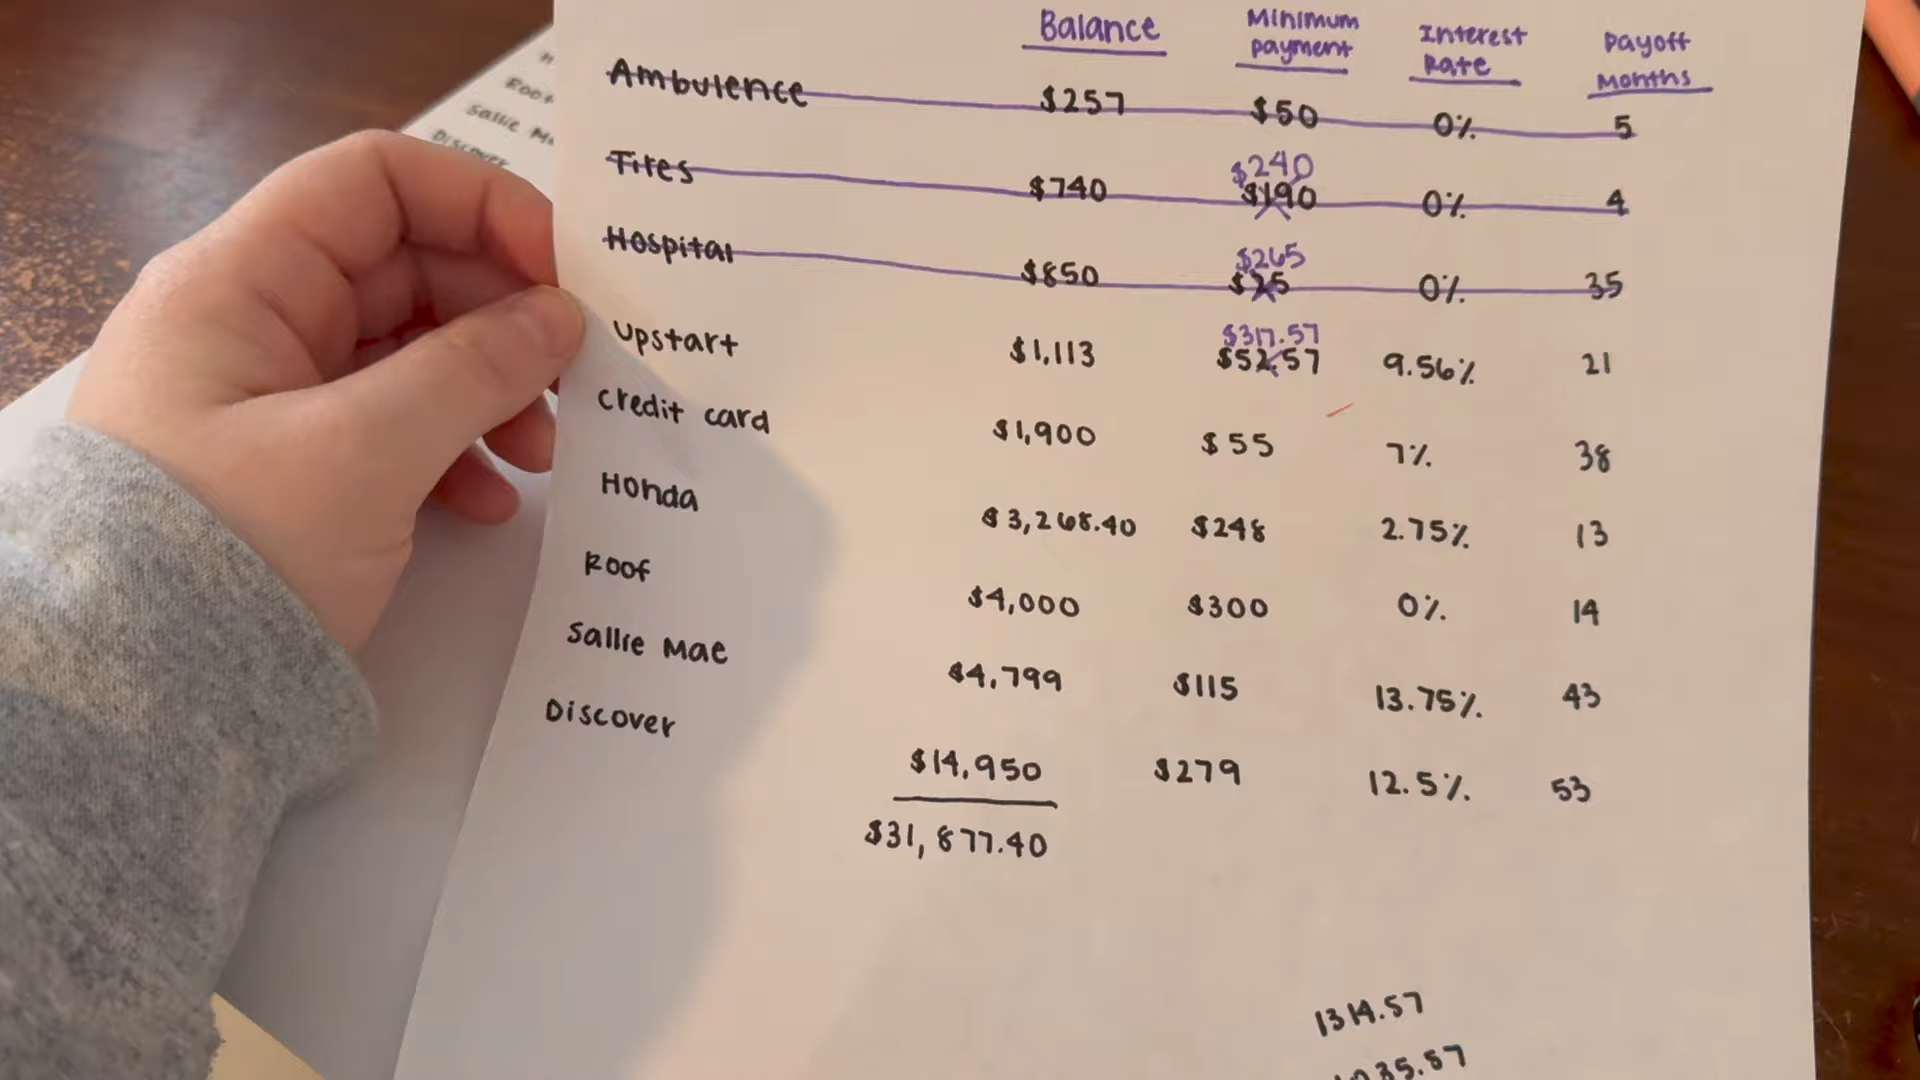 Balance Minimum payment Interest Rate Payoff Months
Ambulence $257 $50 0% 5
$240
Tires $740 $190 0% 4
$265
Hospital $850 $25 0% 35
$317.57
Upstart $1,113 $52.57 9.56% 21
credit card $1,900 $55 7% 38
Honda $3,268.40 $248 2.75% 13
Roof $4,000 $300 0% 14
Sallie Mae $4,799 $115 13.75% 43
Discover $14,950 $279 12.5% 53
$31,877.40
1314.57
Roof
Sallie M
Discover